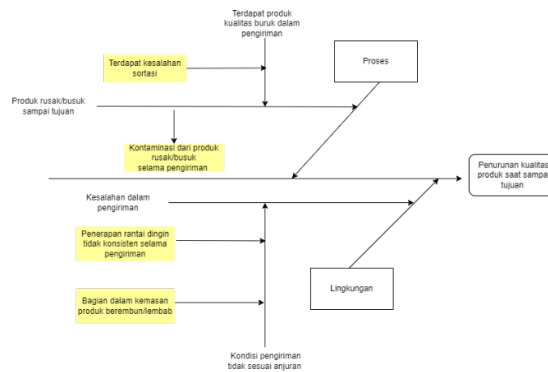 Terdapat produk
kualitas buruk dalam
pengiriman
Terdapat kesalahan
sortasi
Proses
Produk rusak/busuk
sampai tujuan
Kontaminasi dari produk
rusak/busuk
selama pengiriman
Penurunan kualitas
produk saat sampai
tujuan
Kesalahan dalam
pengiriman
Penerapan rantai dingin
tidak konsisten selama
pengiriman
Lingkungan
Bagian dalam kemasan
produk berembun/lembab
Kondisi pengiriman
tidak sesuai anjuran